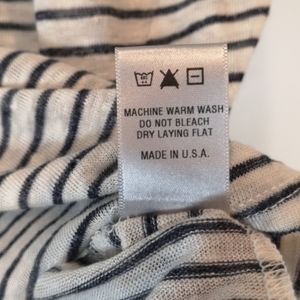 MACHINE WARM WASH
DO NOT BLEACH
DRY LAYING FLAT
MADE IN U.S.A.